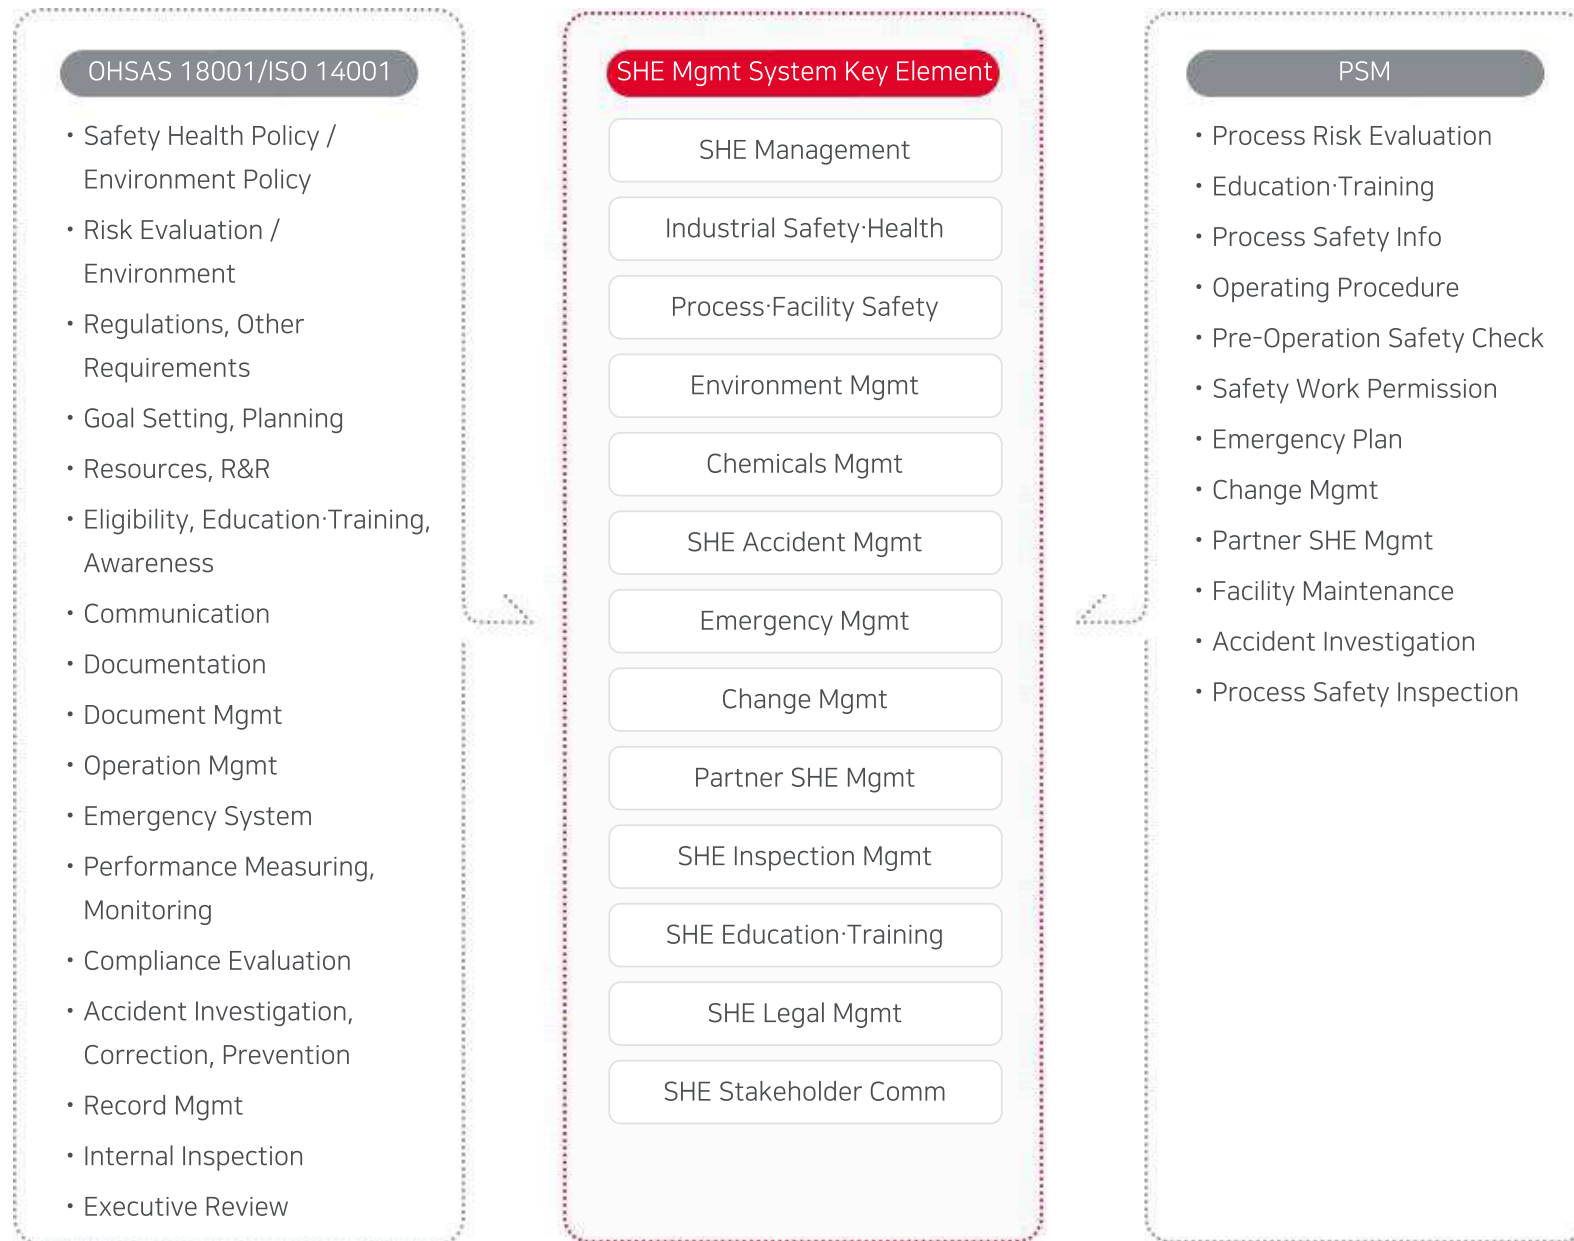 OHSAS 18001/ISO 14001
• Safety Health Policy /
Environment Policy
• Risk Evaluation /
Environment
• Regulations, Other
Requirements
• Goal Setting, Planning
• Resources, R&R
• Eligibility, Education·Training,
Awareness
• Communication
• Documentation
• Document Mgmt
• Operation Mgmt
• Emergency System
• Performance Measuring,
Monitoring
• Compliance Evaluation
• Accident Investigation,
Correction, Prevention
• Record Mgmt
• Internal Inspection
• Executive Review
SHE Mgmt System Key Element
SHE Management
Industrial Safety·Health
Process·Facility Safety
Environment Mgmt
Chemicals Mgmt
SHE Accident Mgmt
Emergency Mgmt
Change Mgmt
Partner SHE Mgmt
SHE Inspection Mgmt
SHE Education·Training
SHE Legal Mgmt
SHE Stakeholder Comm
PSM
• Process Risk Evaluation
• Education·Training
• Process Safety Info
• Operating Procedure
• Pre-Operation Safety Check
• Safety Work Permission
• Emergency Plan
• Change Mgmt
• Partner SHE Mgmt
• Facility Maintenance
• Accident Investigation
• Process Safety Inspection